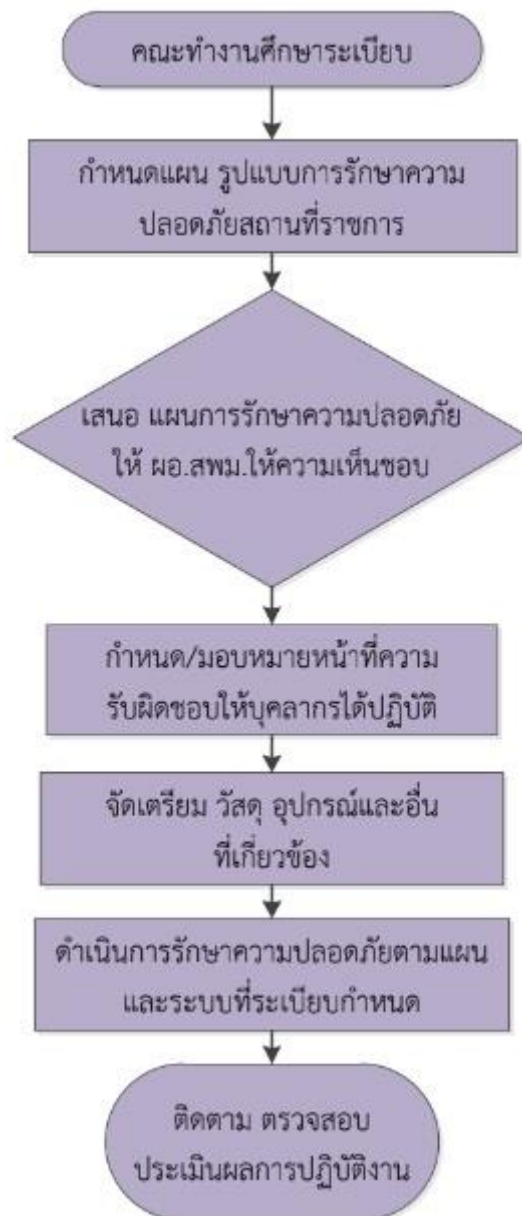 คณะทำงานศึกษาระเบียบ
กำหนดแผน รูปแบบการรักษาความ
ปลอดภัยสถานที่ราชการ
เสนอ แผนการรักษาความปลอดภัย
ให้ ผอ.สพม.ให้ความเห็นชอบ
กำหนด/มอบหมายหน้าที่ความ
รับผิดชอบให้บุคลากรได้ปฏิบัติ
จัดเตรียม วัสดุ อุปกรณ์และอื่น
ที่เกี่ยวข้อง
ดำเนินการรักษาความปลอดภัยตามแผน
และระบบที่ระเบียบกำหนด
ติดตาม ตรวจสอบ
ประเมินผลการปฏิบัติงาน